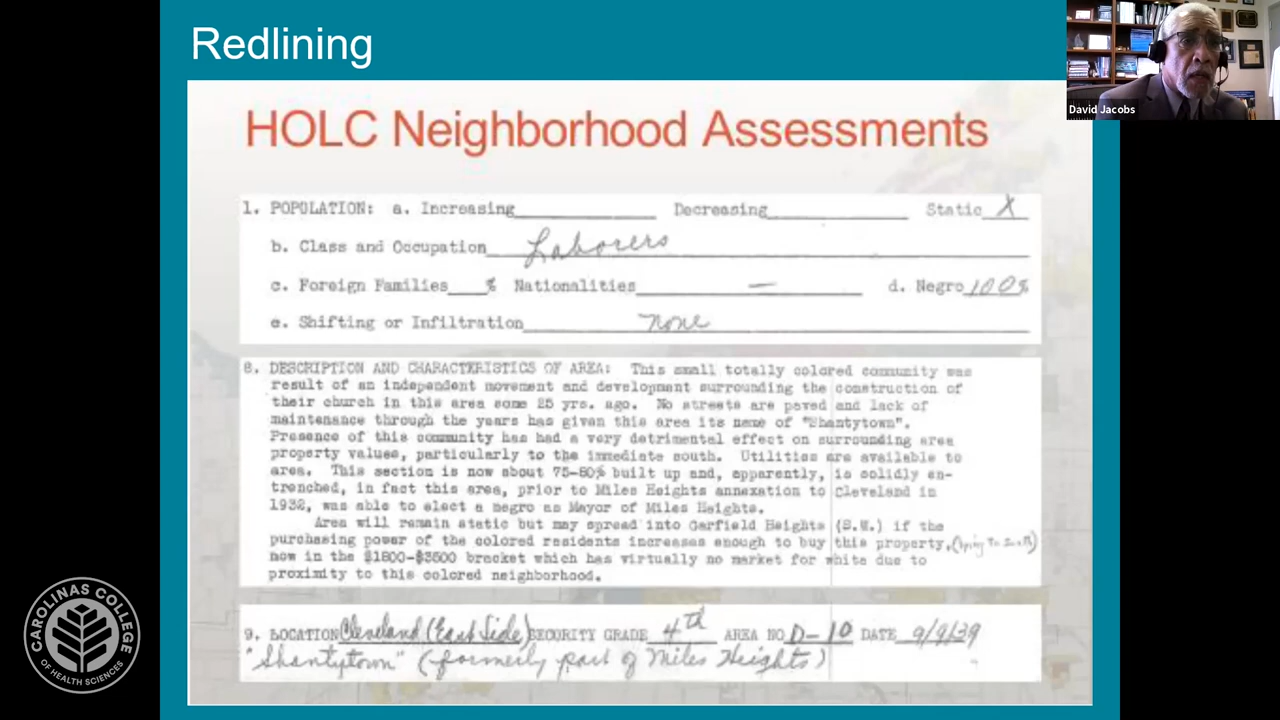 Redlining
David Jacobs
HOLC Neighborhood Assessments
1. POPULATION: a. Increasing Decreasing Static X
b. Class and Occupation Laborers
c. Foreign Families % Nationalities — d. Negro 100%
e. Shifting or Infiltration none
8. DESCRIPTION AND CHARACTERISTICS OF AREA: This small totally colored community was
result of an independent movement and development surrounding the construction of
their church in this area some 25 yrs. ago. No streets are paved and lack of
maintenance through the years has given this area its name of "Shantytown".
Presence of this community has had a very detrimental effect on surrounding area
property values, particularly to the immediate south. Utilities are available to
area. This section is now about 75-80% built up and, apparently, is solidly en-
trenched, in fact this area, prior to Miles Heights annexation to Cleveland in
1932, was able to elect a negro as Mayor of Miles Heights.
Area will remain static but may spread into Garfield Heights (S.W.) if the
purchasing power of the colored residents increases enough to buy this property, (lying to South)
now in the $1800-$3500 bracket which has virtually no market for white due to
proximity to this colored neighborhood.
9. LOCATION Cleveland (East Side) SECURITY GRADE 4th AREA NO. D-10 DATE 9/9/39
"Shantytown" (formerly part of Miles Heights)
CAROLINAS COLLEGE
OF HEALTH SCIENCES